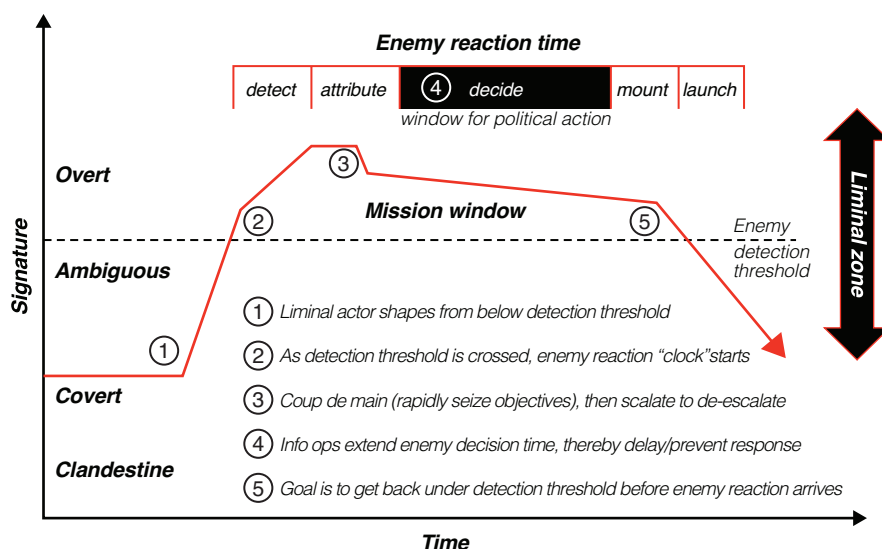 Enemy reaction time
detect attribute 4 decide mount launch
window for political action
Overt
3
2
Mission window
5
Enemy
detection
threshold
Liminal zone
Signature
Ambiguous
1
1 Liminal actor shapes from below detection threshold
2 As detection threshold is crossed, enemy reaction “clock”starts
Covert
3 Coup de main (rapidly seize objectives), then scalate to de-escalate
4 Info ops extend enemy decision time, thereby delay/prevent response
Clandestine
5 Goal is to get back under detection threshold before enemy reaction arrives
Time